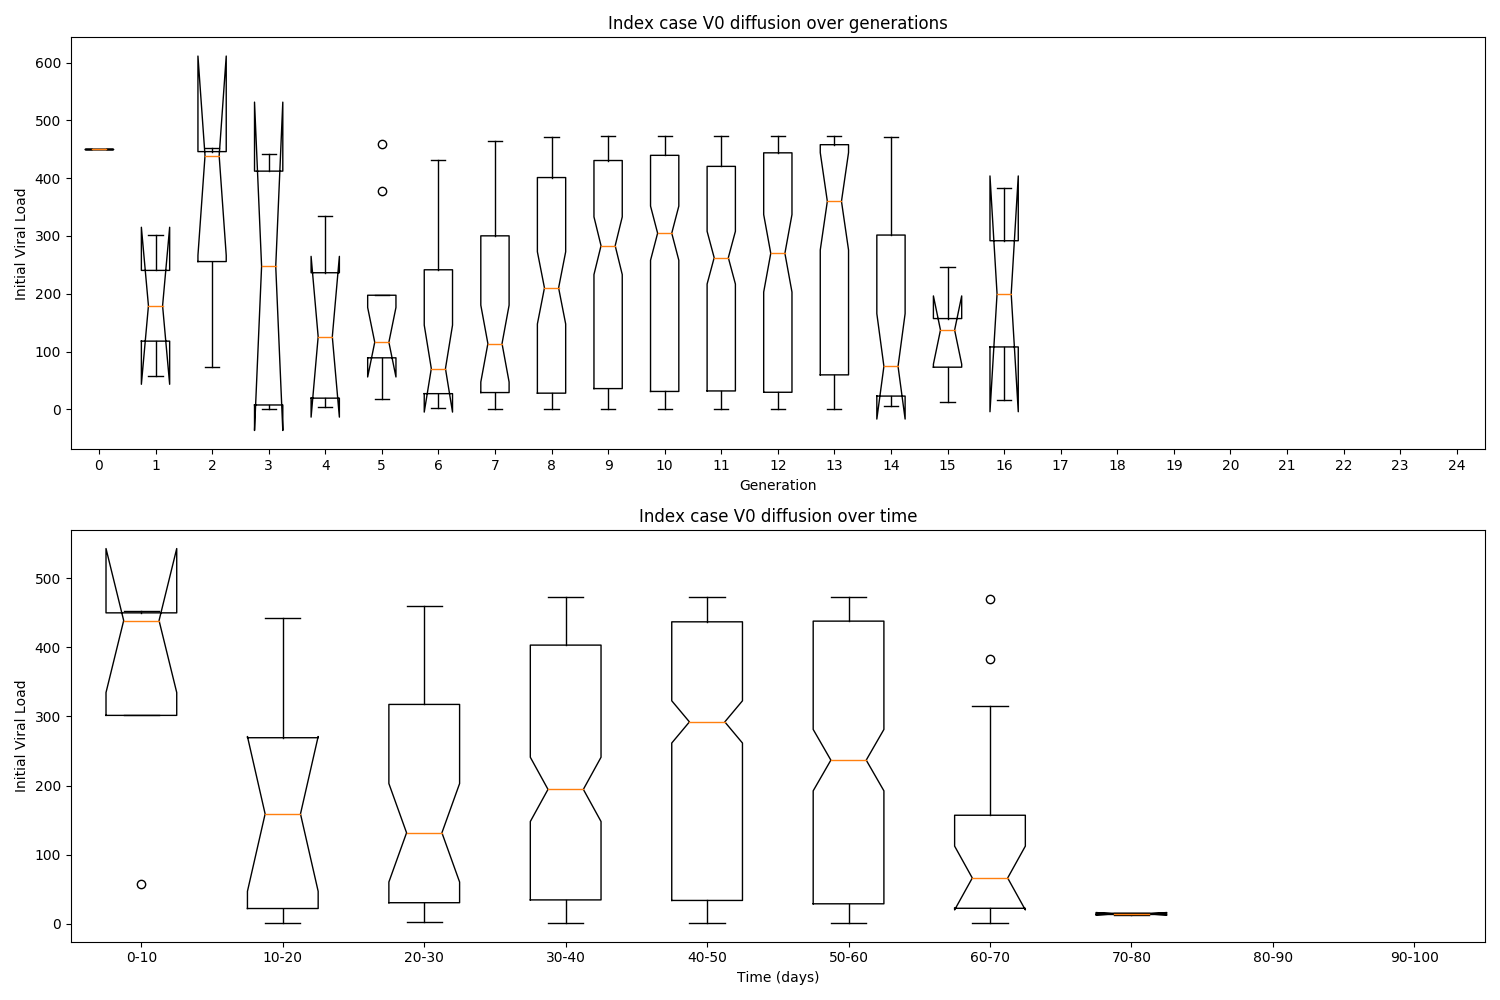 Index case V0 diffusion over generations
Initial Viral Load
600
500
400
300
200
100
0
0 1 2 3 4 5 6 7 8 9 10 11 12 13 14 15 16 17 18 19 20 21 22 23 24
Generation
Index case V0 diffusion over time
Initial Viral Load
500
400
300
200
100
0
0-10 10-20 20-30 30-40 40-50 50-60 60-70 70-80 80-90 90-100
Time (days)